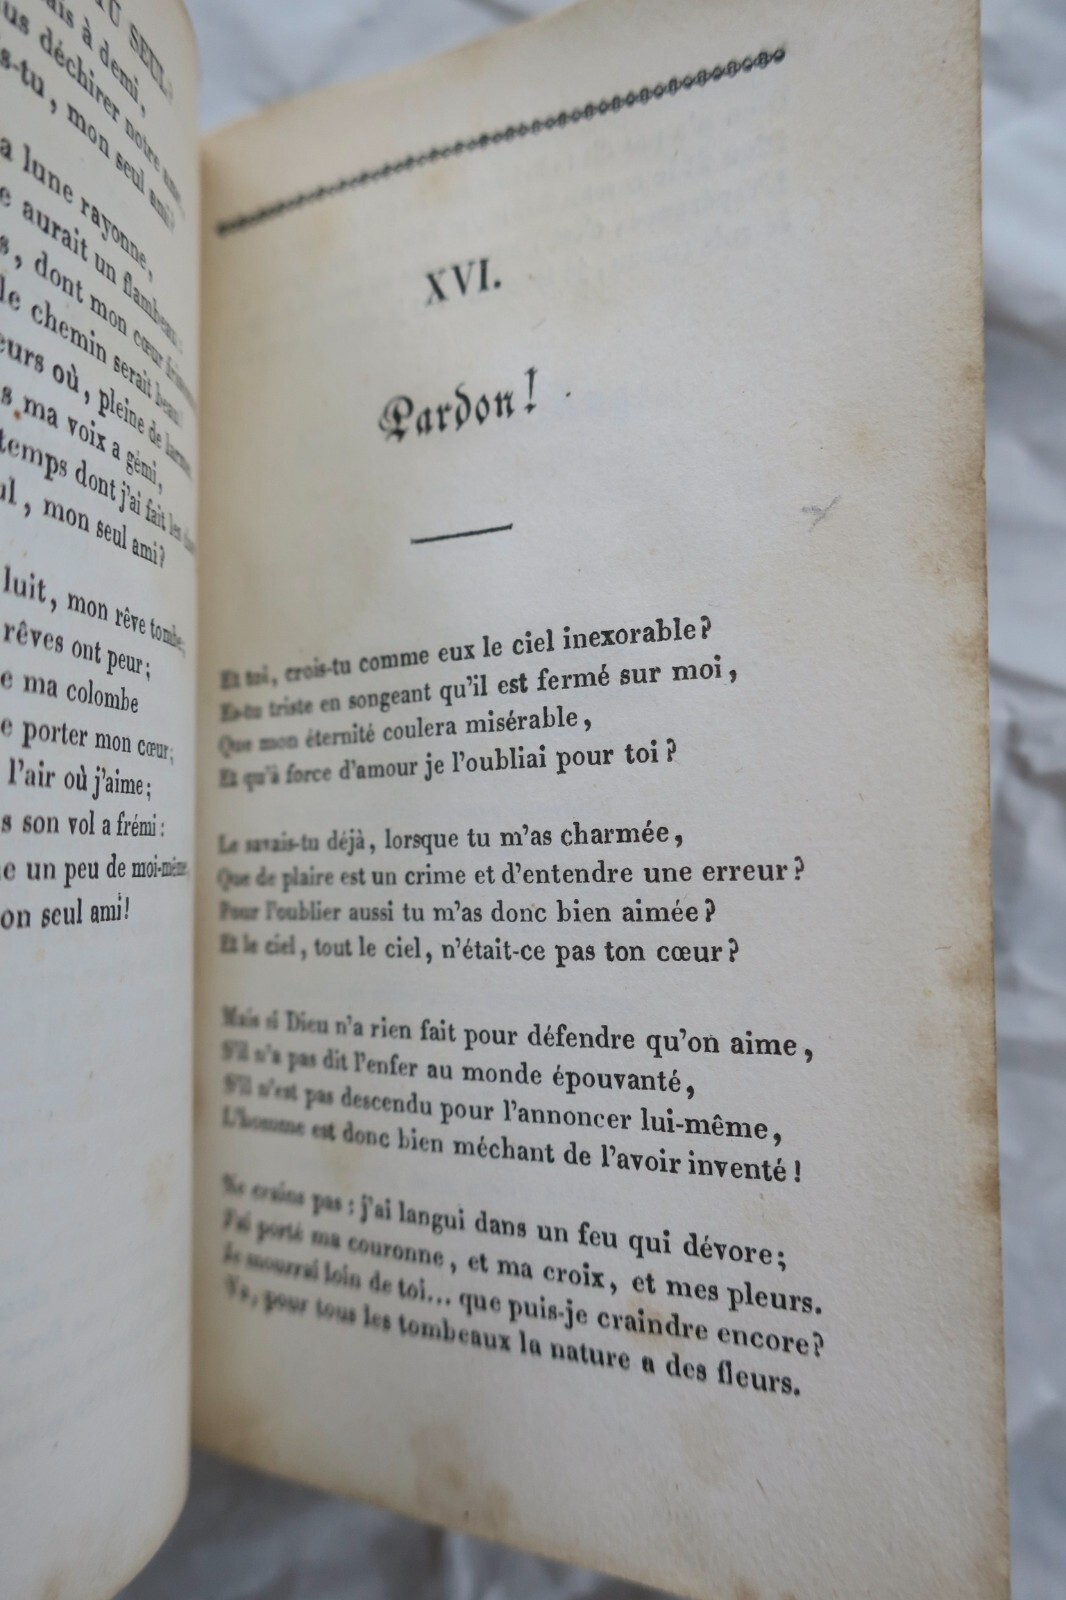 TU SEUL?
ais à demi,
us déchirer notre
s-tu, mon seul ami?
a lune rayonne,
e aurait un flambeau
s, dont mon cœur
le chemin serait beau
eurs où, pleine de
s ma voix a gémi,
temps dont j'ai fait les
ul, mon seul ami?
luit, mon rêve tombe;
rêves ont peur;
e ma colombe
e porter mon cœur;
l'air où j'aime;
s son vol a frémi:
e un peu de moi-même
on seul ami!
XVI.
Pardon!
Et toi, crois-tu comme eux le ciel inexorable?
Es-tu triste en songeant qu'il est fermé sur moi,
Que mon éternité coulera misérable,
Et qu'à force d'amour je l'oubliai pour toi?
Le savais-tu déjà, lorsque tu m'as charmée,
Que de plaire est un crime et d'entendre une erreur?
Pour l'oublier aussi tu m'as donc bien aimée?
Et le ciel, tout le ciel, n'était-ce pas ton cœur?
Mais si Dieu n'a rien fait pour défendre qu'on aime,
S'il n'a pas dit l'enfer au monde épouvanté,
S'il n'est pas descendu pour l'annoncer lui-même,
L'homme est donc bien méchant de l'avoir inventé!
Ne crains pas: j'ai langui dans un feu qui dévore;
J'ai porté ma couronne, et ma croix, et mes pleurs.
Je mourrai loin de toi... que puis-je craindre encore?
Va, pour tous les tombeaux la nature a des fleurs.